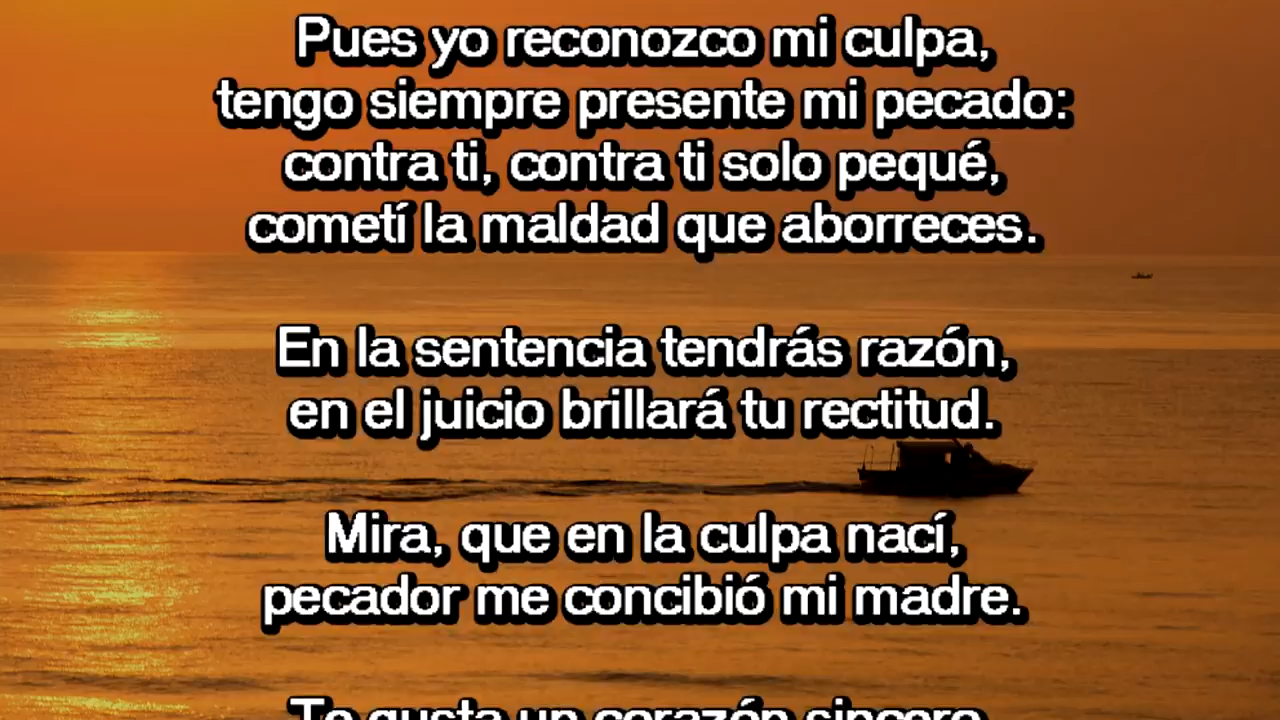 Pues yo reconozco mi culpa,
tengo siempre presente mi pecado:
contra ti, contra ti solo pequé,
cometí la maldad que aborreces.
En la sentencia tendrás razón,
en el juicio brillará tu rectitud.
Mira, que en la culpa nací,
pecador me concibió mi madre.
Te gusta un corazón sincero